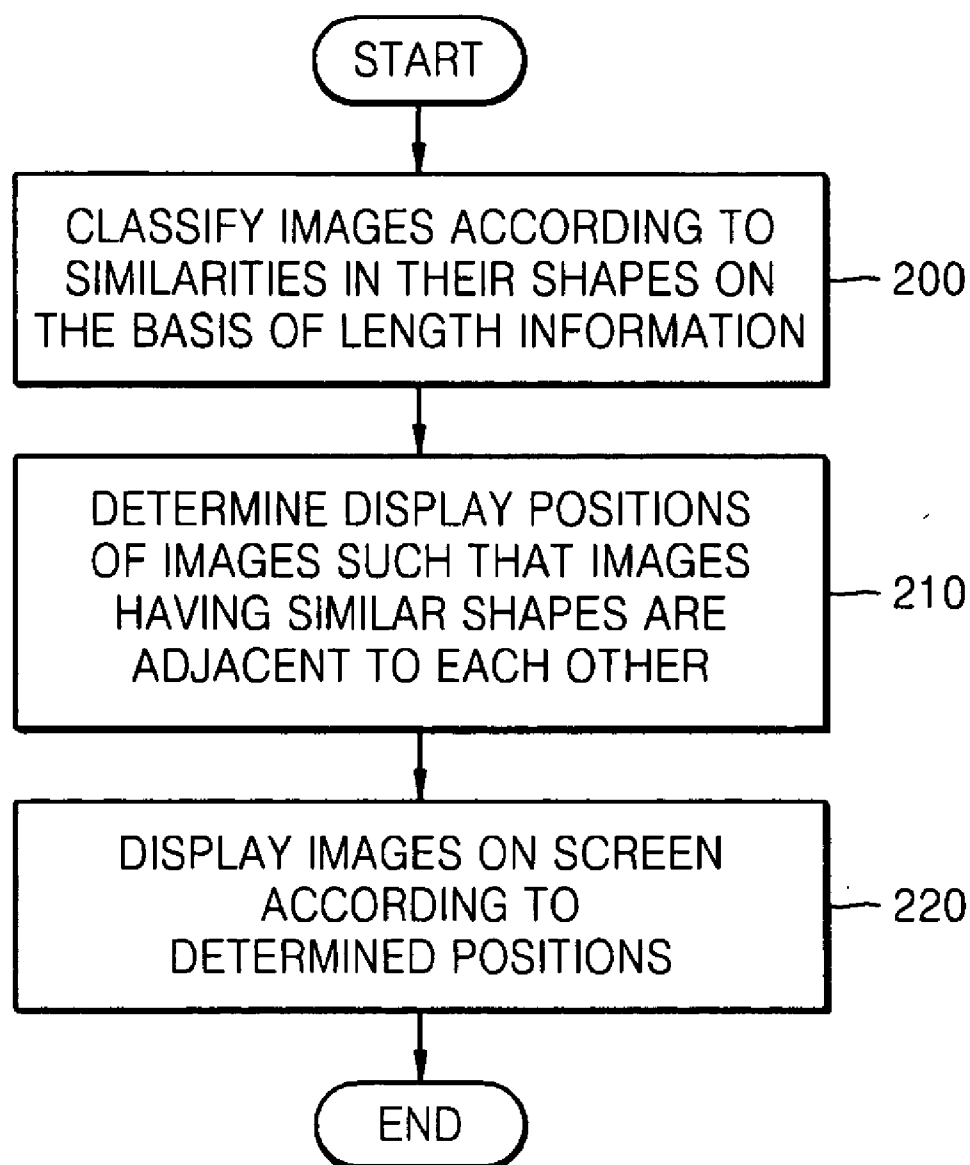 START
CLASSIFY IMAGES ACCORDING TO
SIMILARITIES IN THEIR SHAPES ON
THE BASIS OF LENGTH INFORMATION
200
DETERMINE DISPLAY POSITIONS
OF IMAGES SUCH THAT IMAGES
HAVING SIMILAR SHAPES ARE
ADJACENT TO EACH OTHER
210
DISPLAY IMAGES ON SCREEN
ACCORDING TO
DETERMINED POSITIONS
220
END